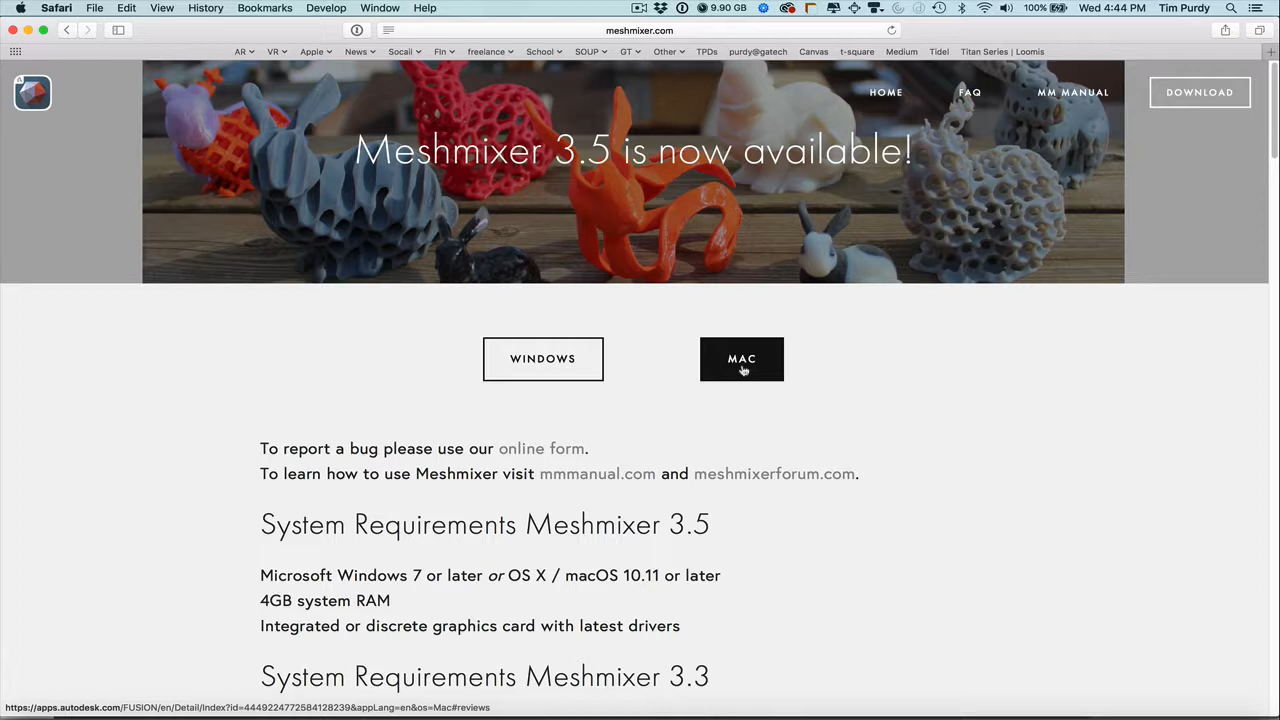 Safari File Edit View History Bookmarks Develop Window Help 9.90 GB 100% Wed 4:44 PM Tim Purdy
meshmixer.com
AR VR Apple News Socail Fin freelance School SOUP GT Other TPDs purdy@gatech Canvas t-square Medium Tidel Titan Series | Loomis
HOME FAQ MM MANUAL DOWNLOAD
Meshmixer 3.5 is now available!
WINDOWS MAC
To report a bug please use our online form.
To learn how to use Meshmixer visit mmmanual.com and meshmixerforum.com.
System Requirements Meshmixer 3.5
Microsoft Windows 7 or later or OS X / macOS 10.11 or later
4GB system RAM
Integrated or discrete graphics card with latest drivers
System Requirements Meshmixer 3.3
https://apps.autodesk.com/FUSION/en/Detail/Index?id=4449224772584128239&appLang=en&os=Mac#reviews